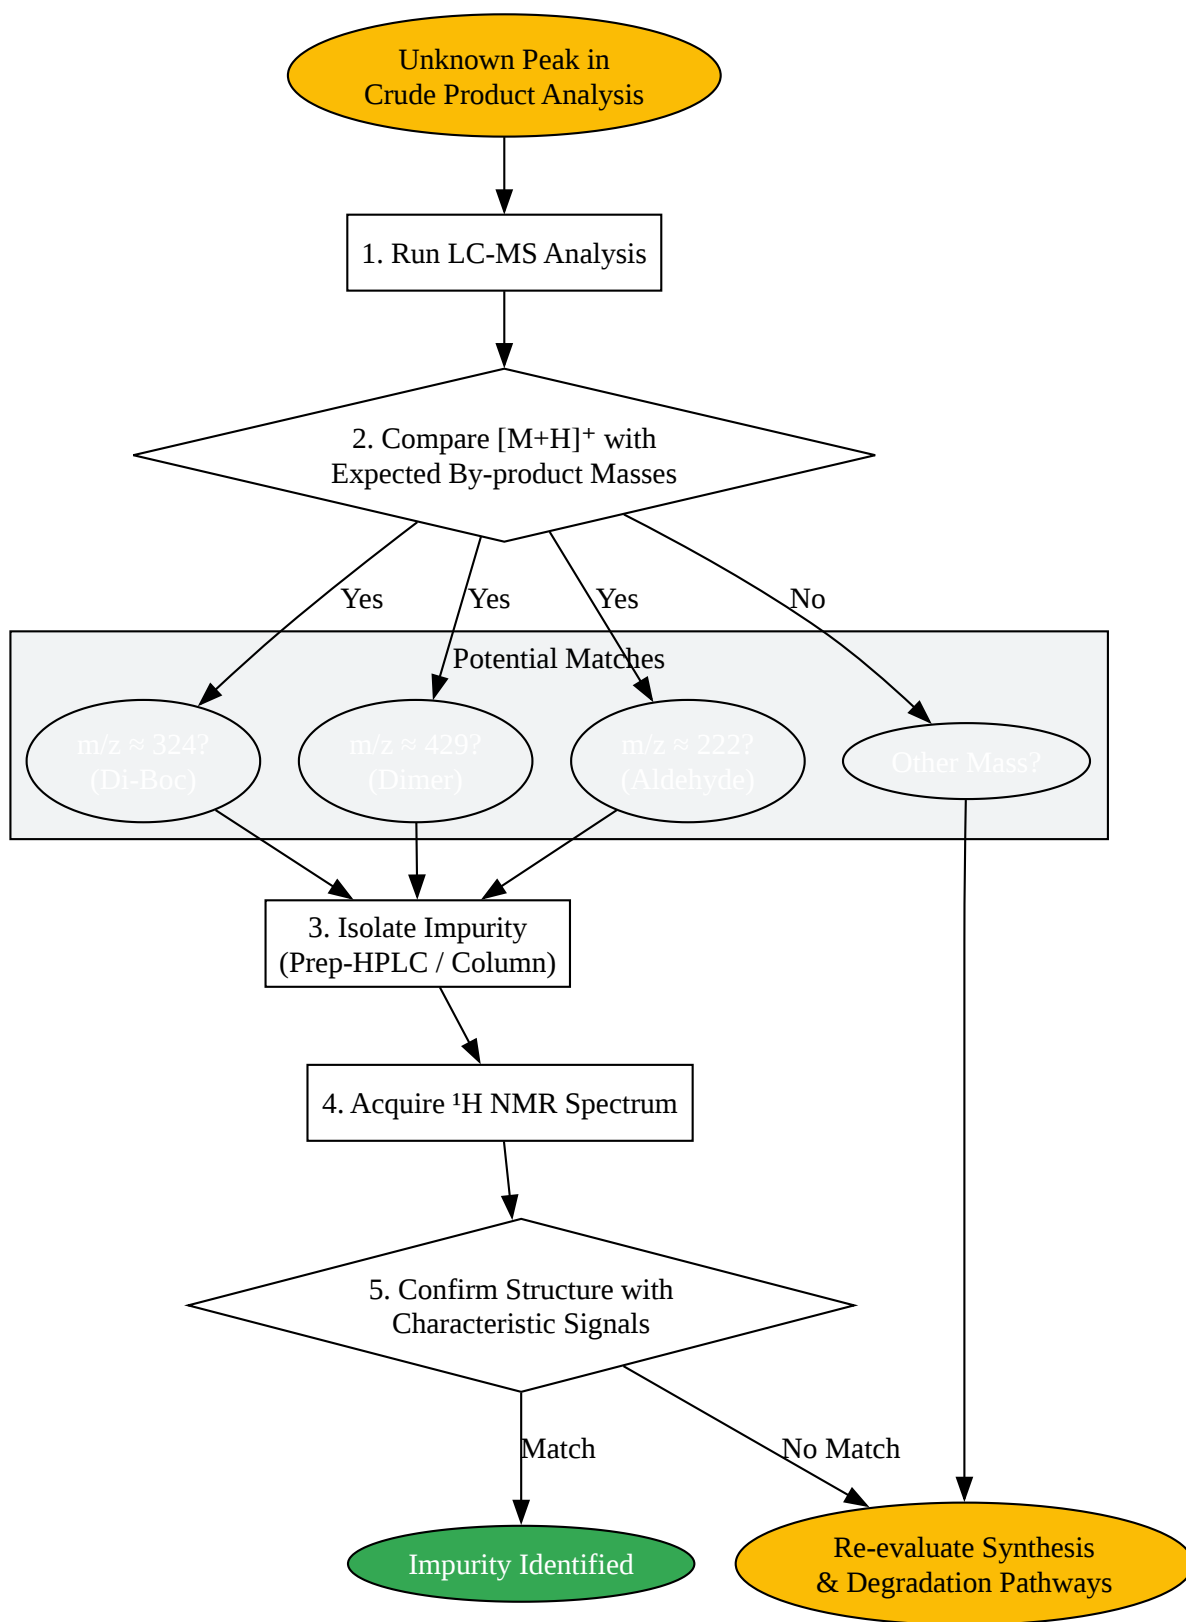 Unknown Peak in
Crude Product Analysis
1. Run LC-MS Analysis
2. Compare [M+H]⁺ with
Expected By-product Masses
Yes
Yes
Yes
No
Potential Matches
m/z ≈ 324?
(Di-Boc)
m/z ≈ 429?
(Dimer)
m/z ≈ 222?
(Aldehyde)
Other Mass?
3. Isolate Impurity
(Prep-HPLC / Column)
4. Acquire ¹H NMR Spectrum
5. Confirm Structure with
Characteristic Signals
Match
No Match
Impurity Identified
Re-evaluate Synthesis
& Degradation Pathways